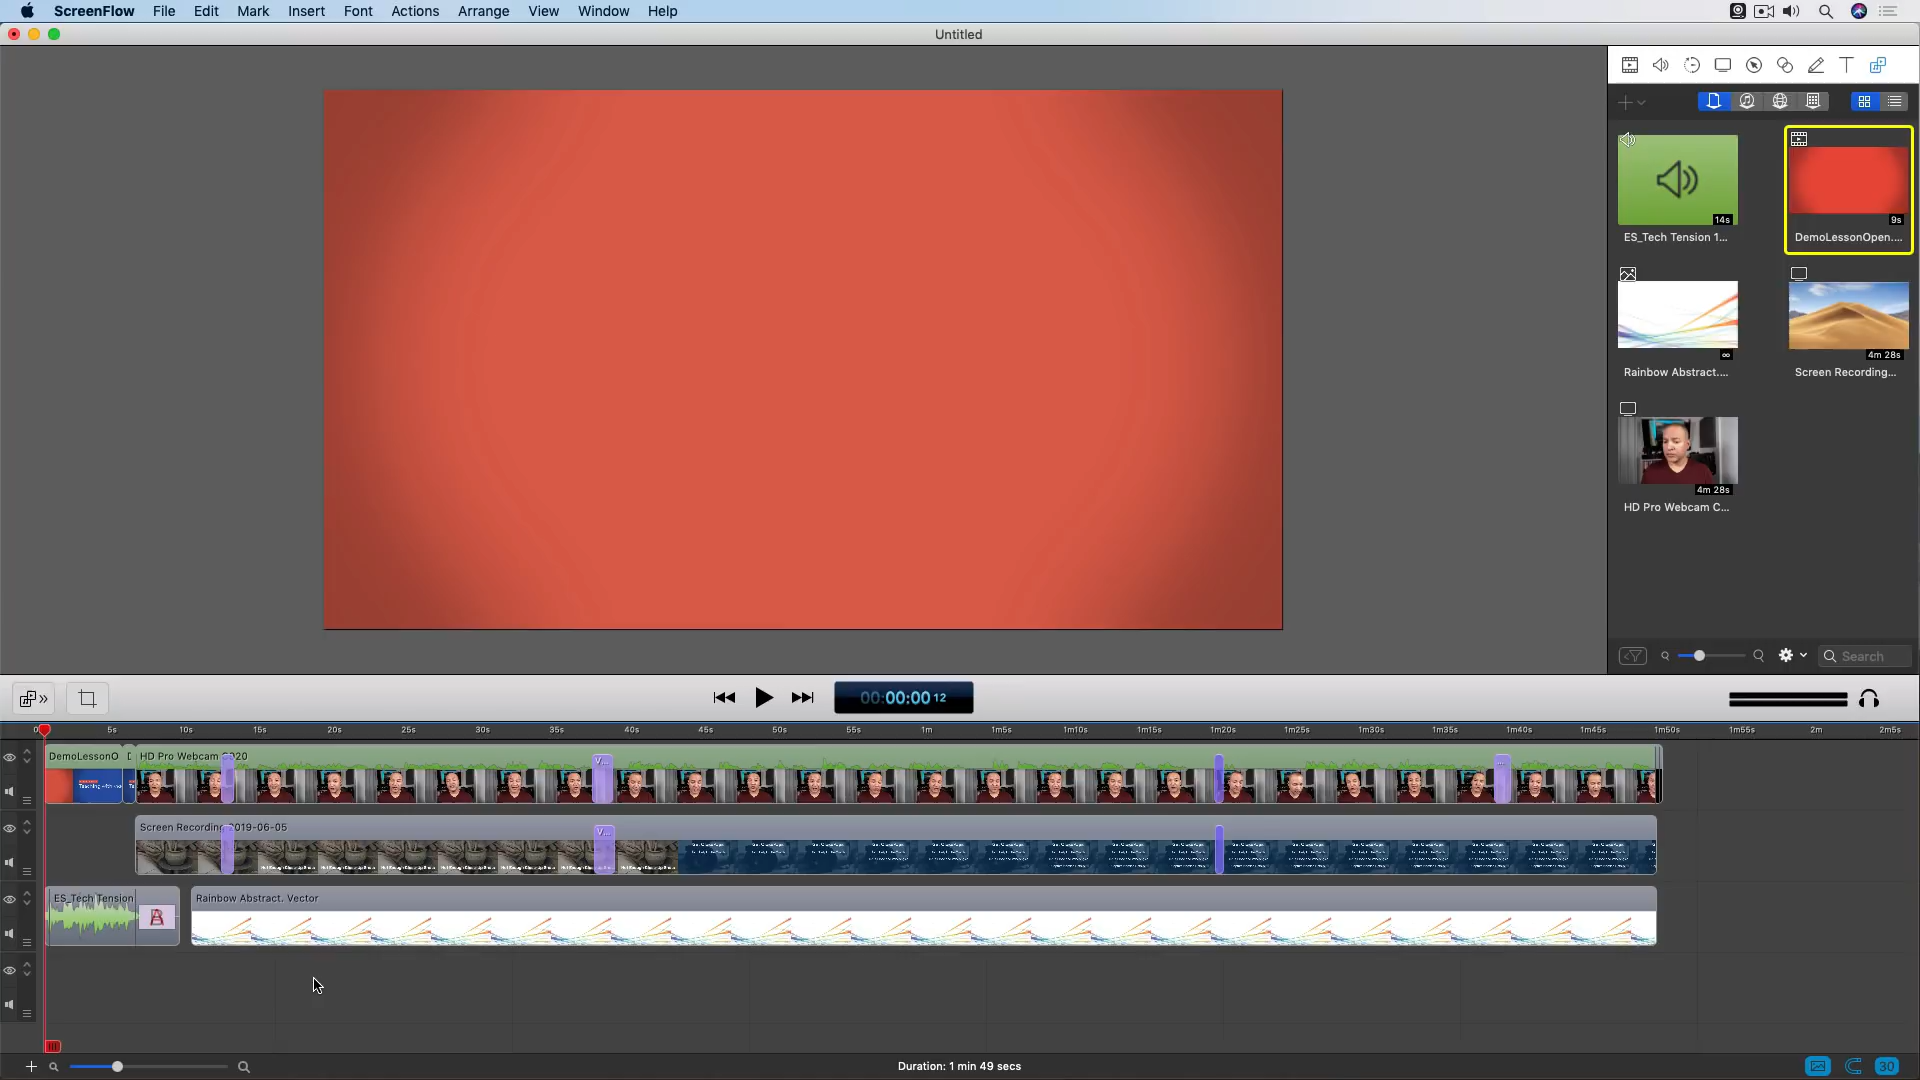 ScreenFlow File Edit Mark Insert Font Actions Arrange View Window Help
Untitled
14s
ES_Tech Tension 1...
9s
DemoLessonOpen....
∞
Rainbow Abstract....
4m 28s
Screen Recording...
4m 28s
HD Pro Webcam C...
Search
00:00:00 12
0 5s 10s 15s 20s 25s 30s 35s 40s 45s 50s 55s 1m 1m5s 1m10s 1m15s 1m20s 1m25s 1m30s 1m35s 1m40s 1m45s 1m50s 1m55s 2m 2m5s
DemoLessonO D HD Pro Webcam C920
V...
Screen Recording 2019-06-05
V...
ES_Tech Tension
Rainbow Abstract. Vector
Duration: 1 min 49 secs
30